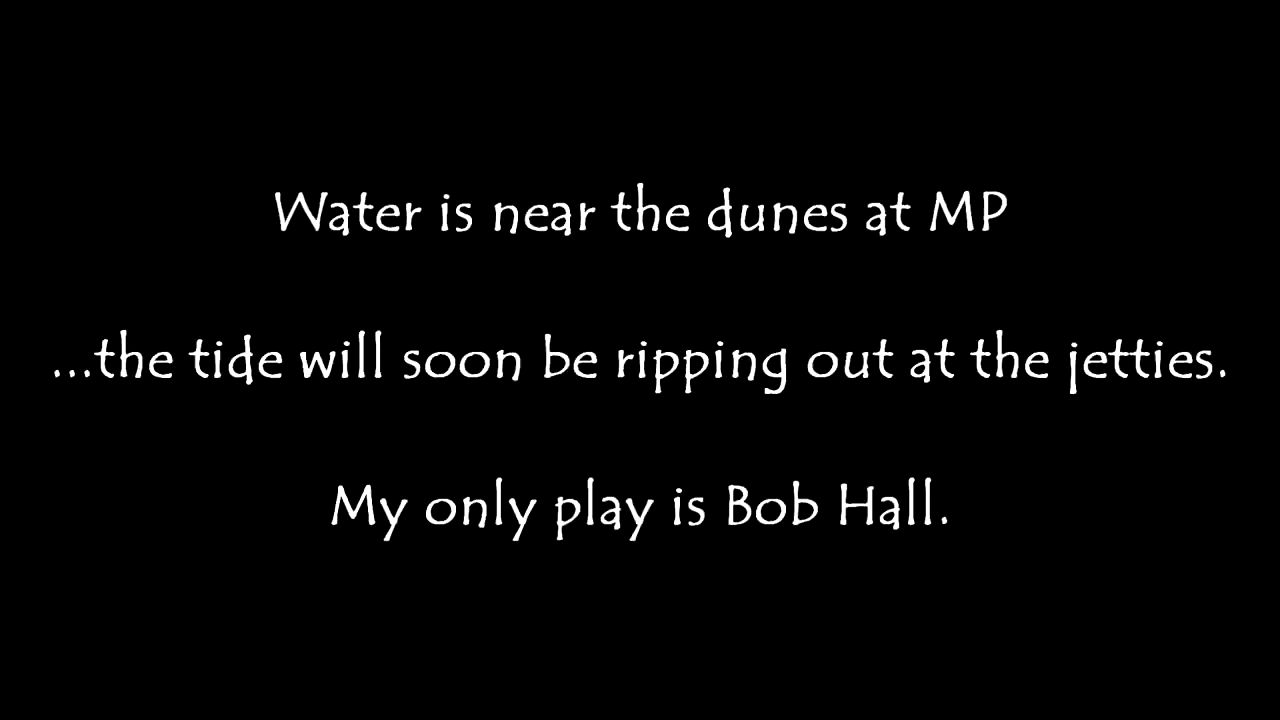 Water is near the dunes at MP
...the tide will soon be ripping out at the jetties.
My only play is Bob Hall.